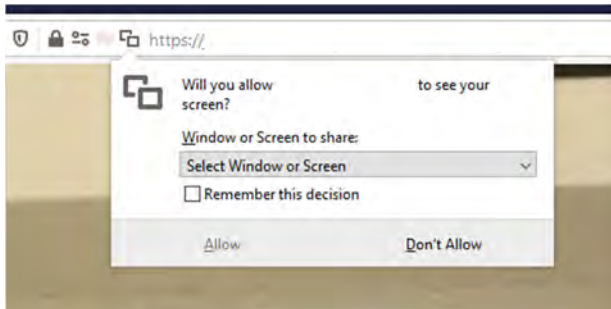 https://
Will you allow to see your
screen?
Window or Screen to share:
Select Window or Screen
Remember this decision
Allow Don't Allow